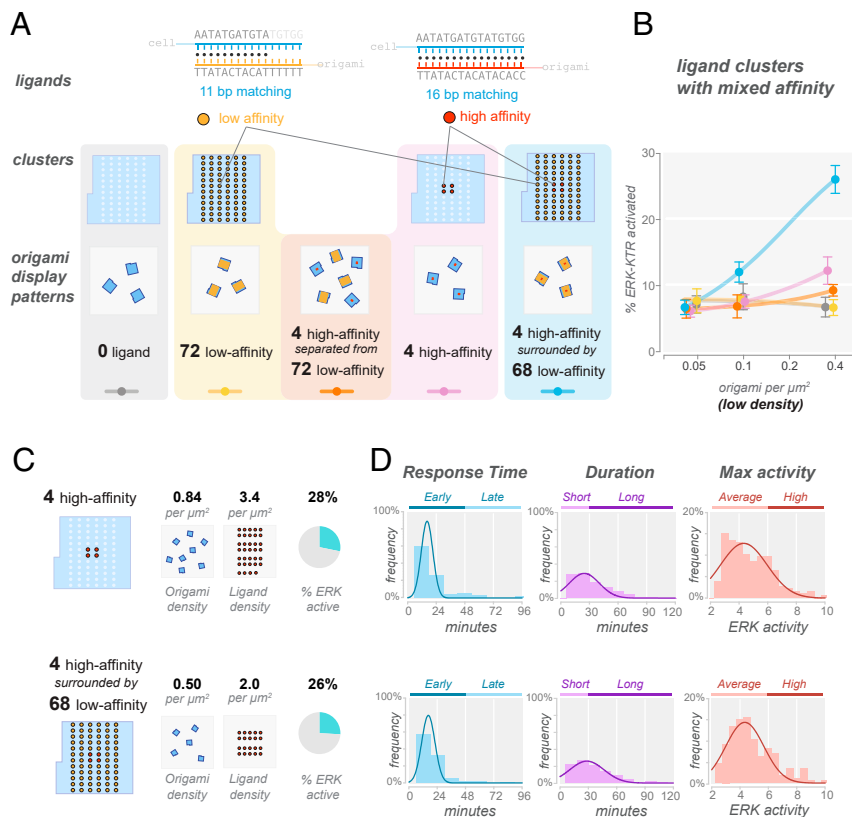 A
AATATGATGTATGTGG
cell
origami
TTATACTACATTTTTT
11 bp matching
low affinity
AATATGATGTATGTGG
cell
origami
TTATACTACATACACC
16 bp matching
high affinity
ligands
clusters
origami
display
patterns
0 ligand
72 low-affinity
4 high-affinity
separated from
72 low-affinity
4 high-affinity
4 high-affinity
surrounded by
68 low-affinity
B
ligand clusters
with mixed affinity
% ERK-KTR activated
30
20
10
0
0.05
0.1
0.2
0.4
origami per µm²
(low density)
C
4 high-affinity
0.84
per µm²
Origami
density
3.4
per µm²
Ligand
density
28%
% ERK
active
4 high-affinity
surrounded by
68 low-affinity
0.50
per µm²
Origami
density
2.0
per µm²
Ligand
density
26%
% ERK
active
D
Response Time
Duration
Max activity
Early
Late
100%
frequency
0%
0
24
48
72
96
minutes
Short
Long
100%
frequency
0%
0
30
60
90
120
minutes
Average
High
20%
frequency
0%
2
4
6
8
10
ERK activity
Early
Late
100%
frequency
0%
0
24
48
72
96
minutes
Short
Long
100%
frequency
0%
0
30
60
90
120
minutes
Average
High
20%
frequency
0%
2
4
6
8
10
ERK activity